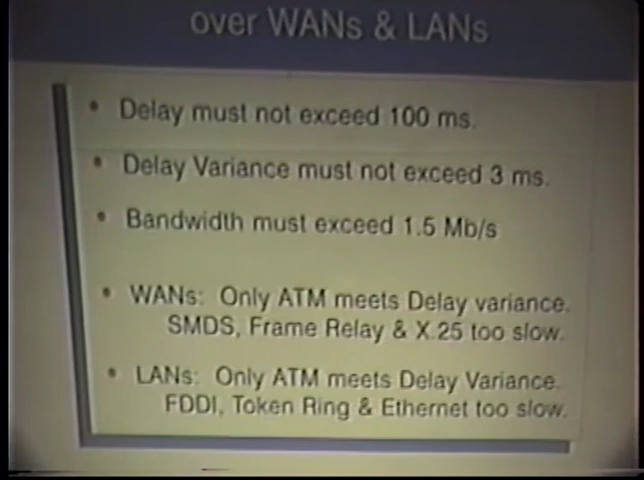 over WANs & LANs
• Delay must not exceed 100 ms.
• Delay Variance must not exceed 3 ms.
• Bandwidth must exceed 1.5 Mb/s
• WANs: Only ATM meets Delay variance.
SMDS, Frame Relay & X.25 too slow.
• LANs: Only ATM meets Delay Variance.
FDDI, Token Ring & Ethernet too slow.